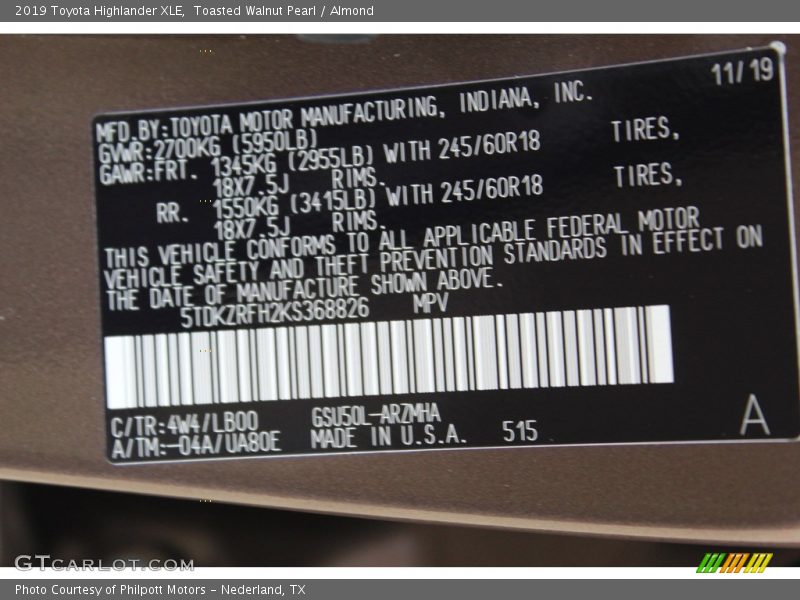 2019 Toyota Highlander XLE, Toasted Walnut Pearl / Almond
11/19
MFD.BY:TOYOTA MOTOR MANUFACTURING, INDIANA, INC.
GVWR:2700KG (5950LB)
GAWR:FRT. 1345KG (2955LB) WITH 245/60R18 TIRES,
18X7.5J RIMS.
RR. 1550KG (3415LB) WITH 245/60R18 TIRES,
18X7.5J RIMS.
THIS VEHICLE CONFORMS TO ALL APPLICABLE FEDERAL MOTOR
VEHICLE SAFETY AND THEFT PREVENTION STANDARDS IN EFFECT ON
THE DATE OF MANUFACTURE SHOWN ABOVE.
5TDKZRFH2KS368826 MPV
C/TR:4W4/LB00 GSU50L-ARZMHA
A/TM:-04A/UA80E MADE IN U.S.A. 515
A
GTcarlot.com
Photo Courtesy of Philpott Motors - Nederland, TX